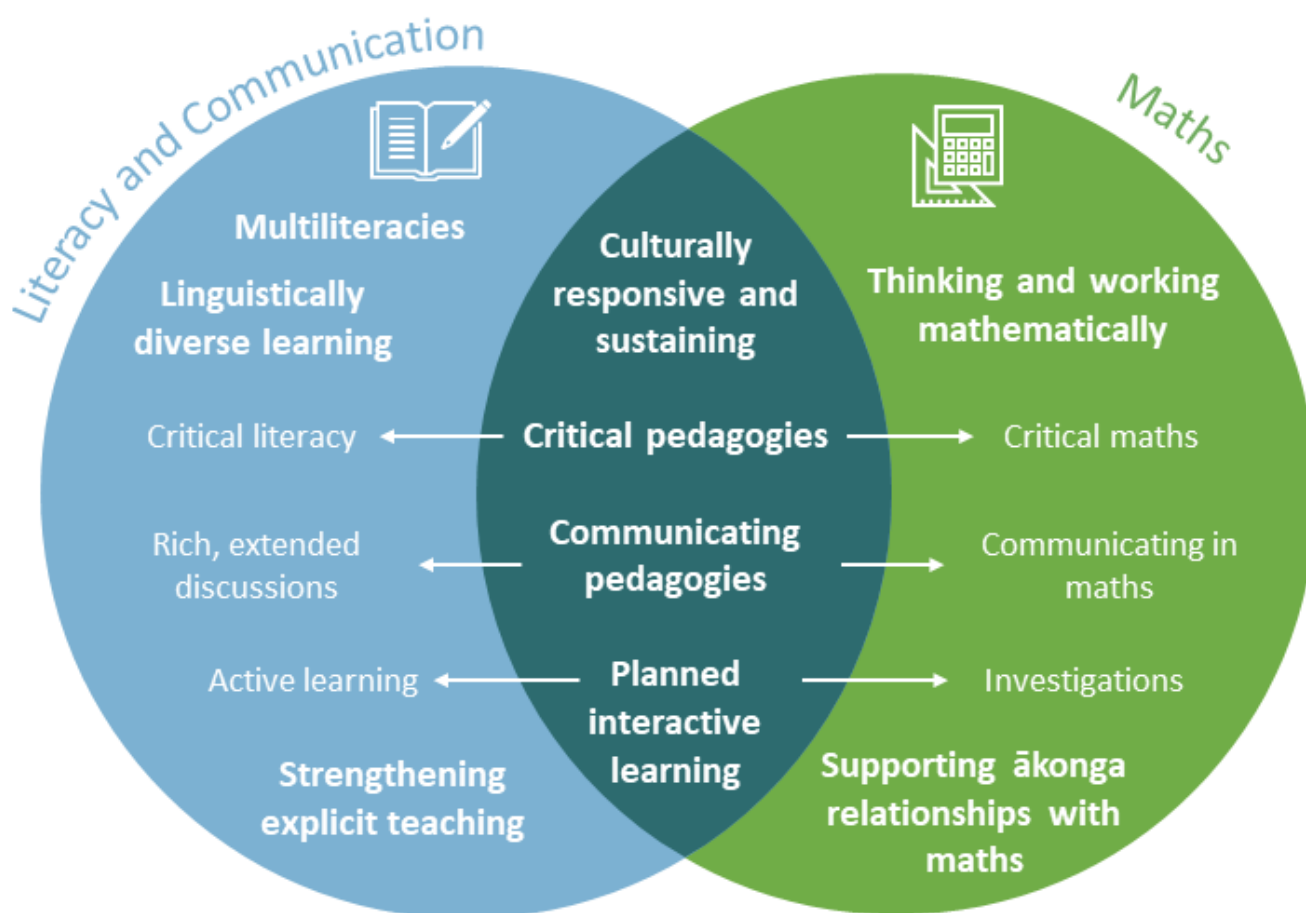 Literacy and Communication
Maths
Multiliteracies
Linguistically
diverse learning
Critical literacy
Rich, extended
discussions
Active learning
Strengthening
explicit teaching
Culturally
responsive and
sustaining
Critical pedagogies
Communicating
pedagogies
Planned
interactive
learning
Thinking and working
mathematically
Critical maths
Communicating in
maths
Investigations
Supporting ākonga
relationships with
maths